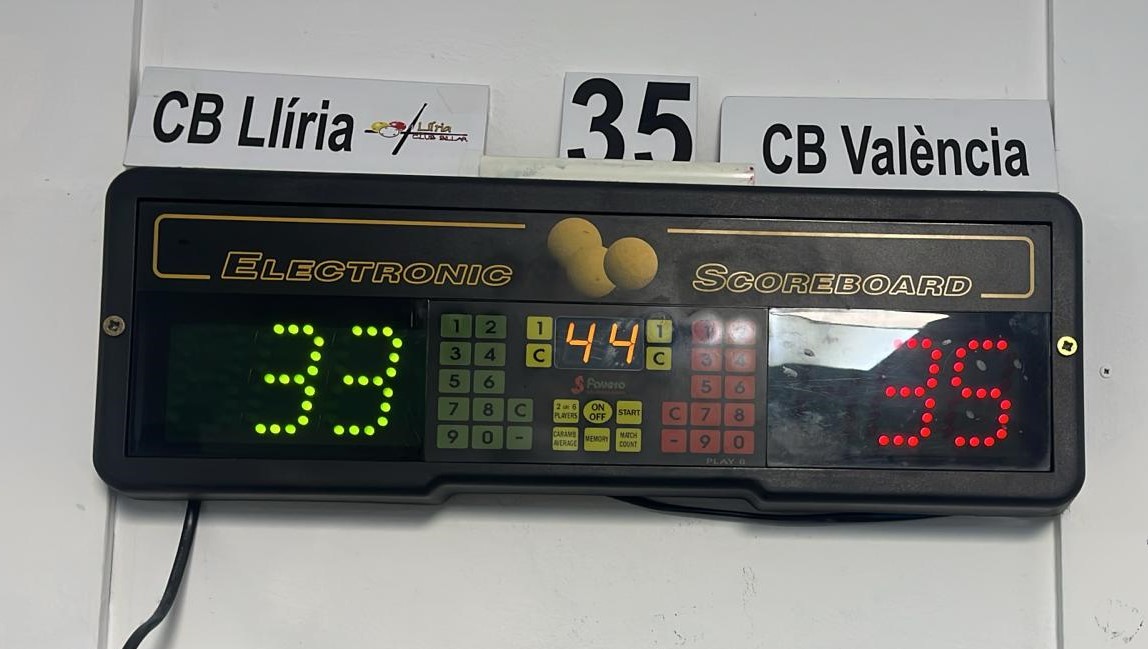 CB Llíria Llíria CLUB BILLAR
35
CB València
ELECTRONIC SCOREBOARD
33
44
35
1 2
3 4
5 6
7 8 C
9 0 -
1
C
1
C
Favero
2 OR 6 PLAYERS
ON OFF
START
CARAMB. AVERAGE
MEMORY
MATCH COUNT
1 2
3 4
5 6
C 7 8
- 9 0
PLAY 6